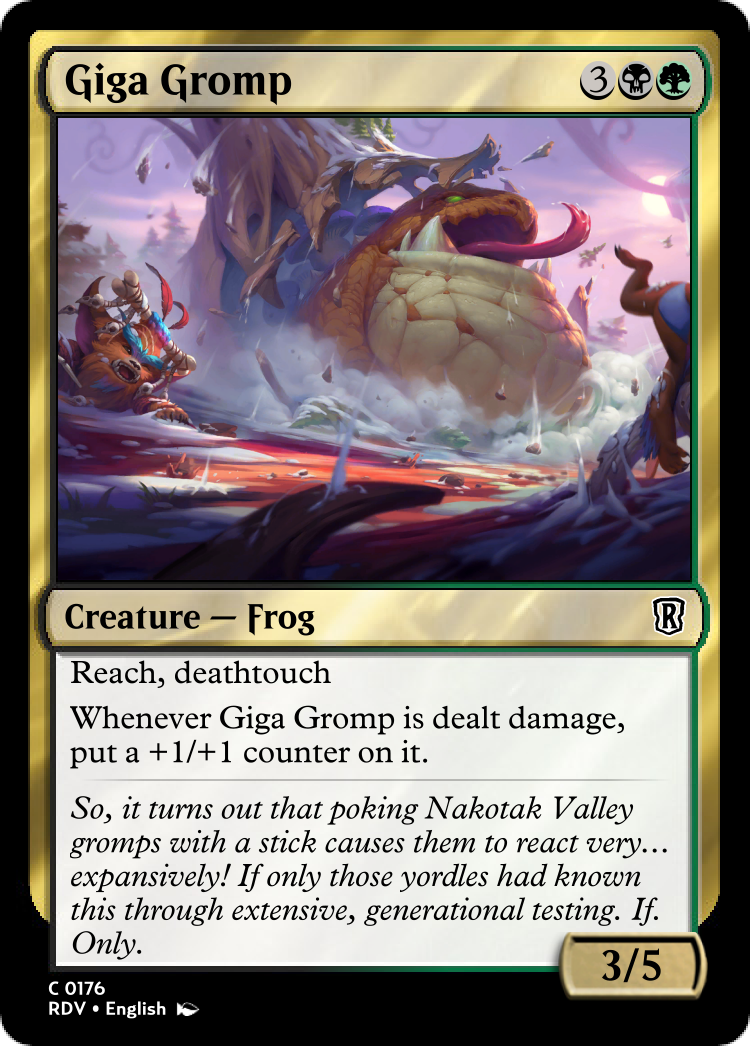 Giga Gromp 3
Creature — Frog R
Reach, deathtouch
Whenever Giga Gromp is dealt damage,
put a +1/+1 counter on it.
So, it turns out that poking Nakotak Valley
gromps with a stick causes them to react very…
expansively! If only those yordles had known
this through extensive, generational testing. If.
Only.
3/5
C 0176
RDV • English